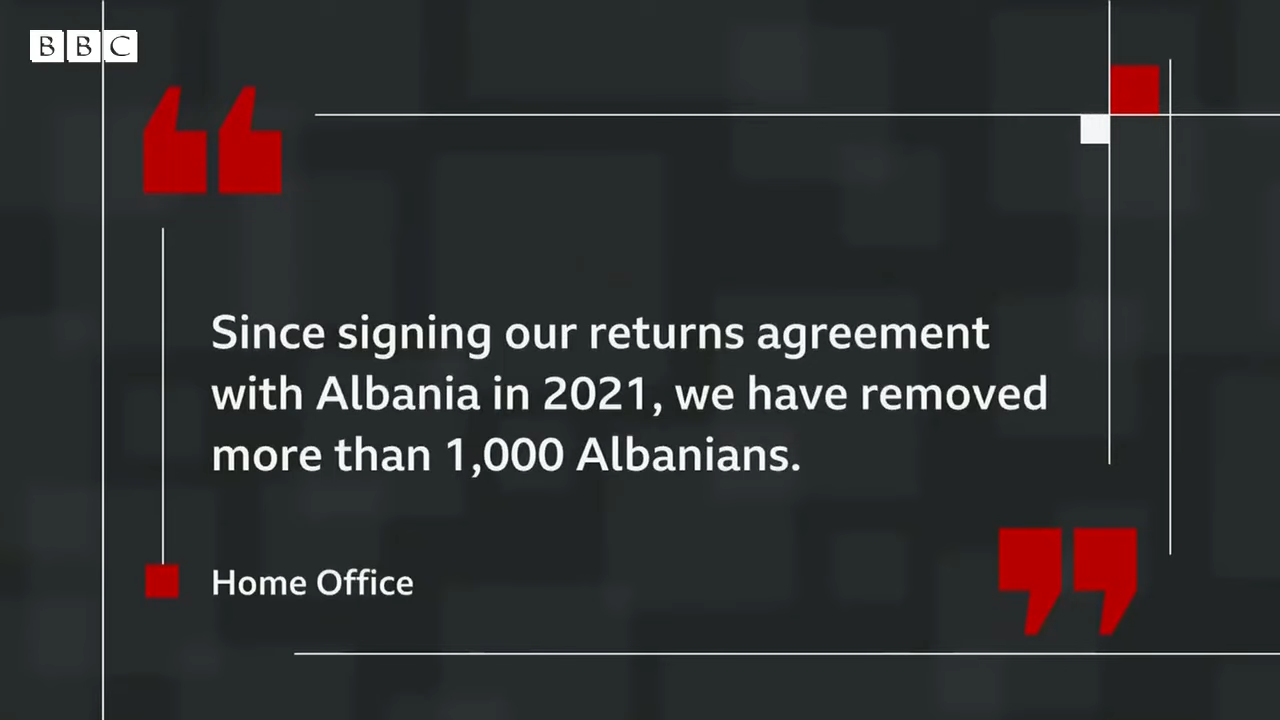 BBC
Since signing our returns agreement
with Albania in 2021, we have removed
more than 1,000 Albanians.
Home Office